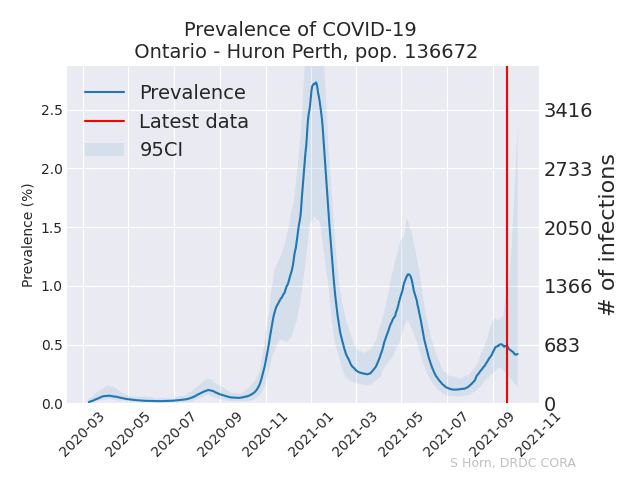 Prevalence of COVID-19
Ontario - Huron Perth, pop. 136672
Prevalence
Latest data
95CI
Prevalence (%)
2.5
2.0
1.5
1.0
0.5
0.0
3416
2733
2050
1366
683
0
# of infections
2020-03
2020-05
2020-07
2020-09
2020-11
2021-01
2021-03
2021-05
2021-07
2021-09
2021-11
S Horn, DRDC CORA